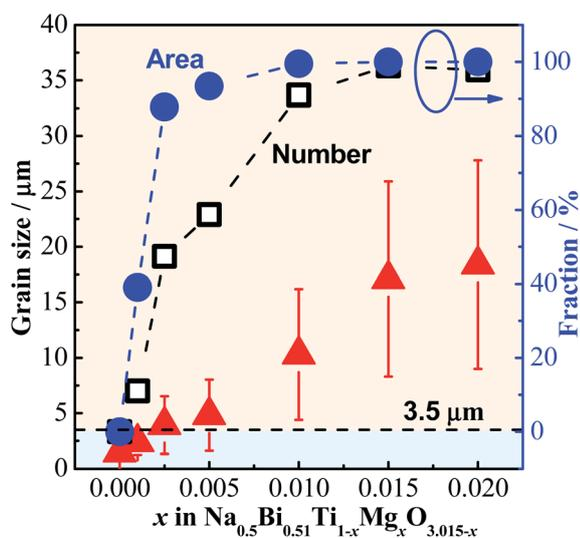 40
35
30
25
20
15
10
5
0
Grain size / μm
Area
Number
3.5 μm
100
80
60
40
20
0
Fraction / %
0.000 0.005 0.010 0.015 0.020
x in Na0.5Bi0.51Ti1-xMgxO3.015-x